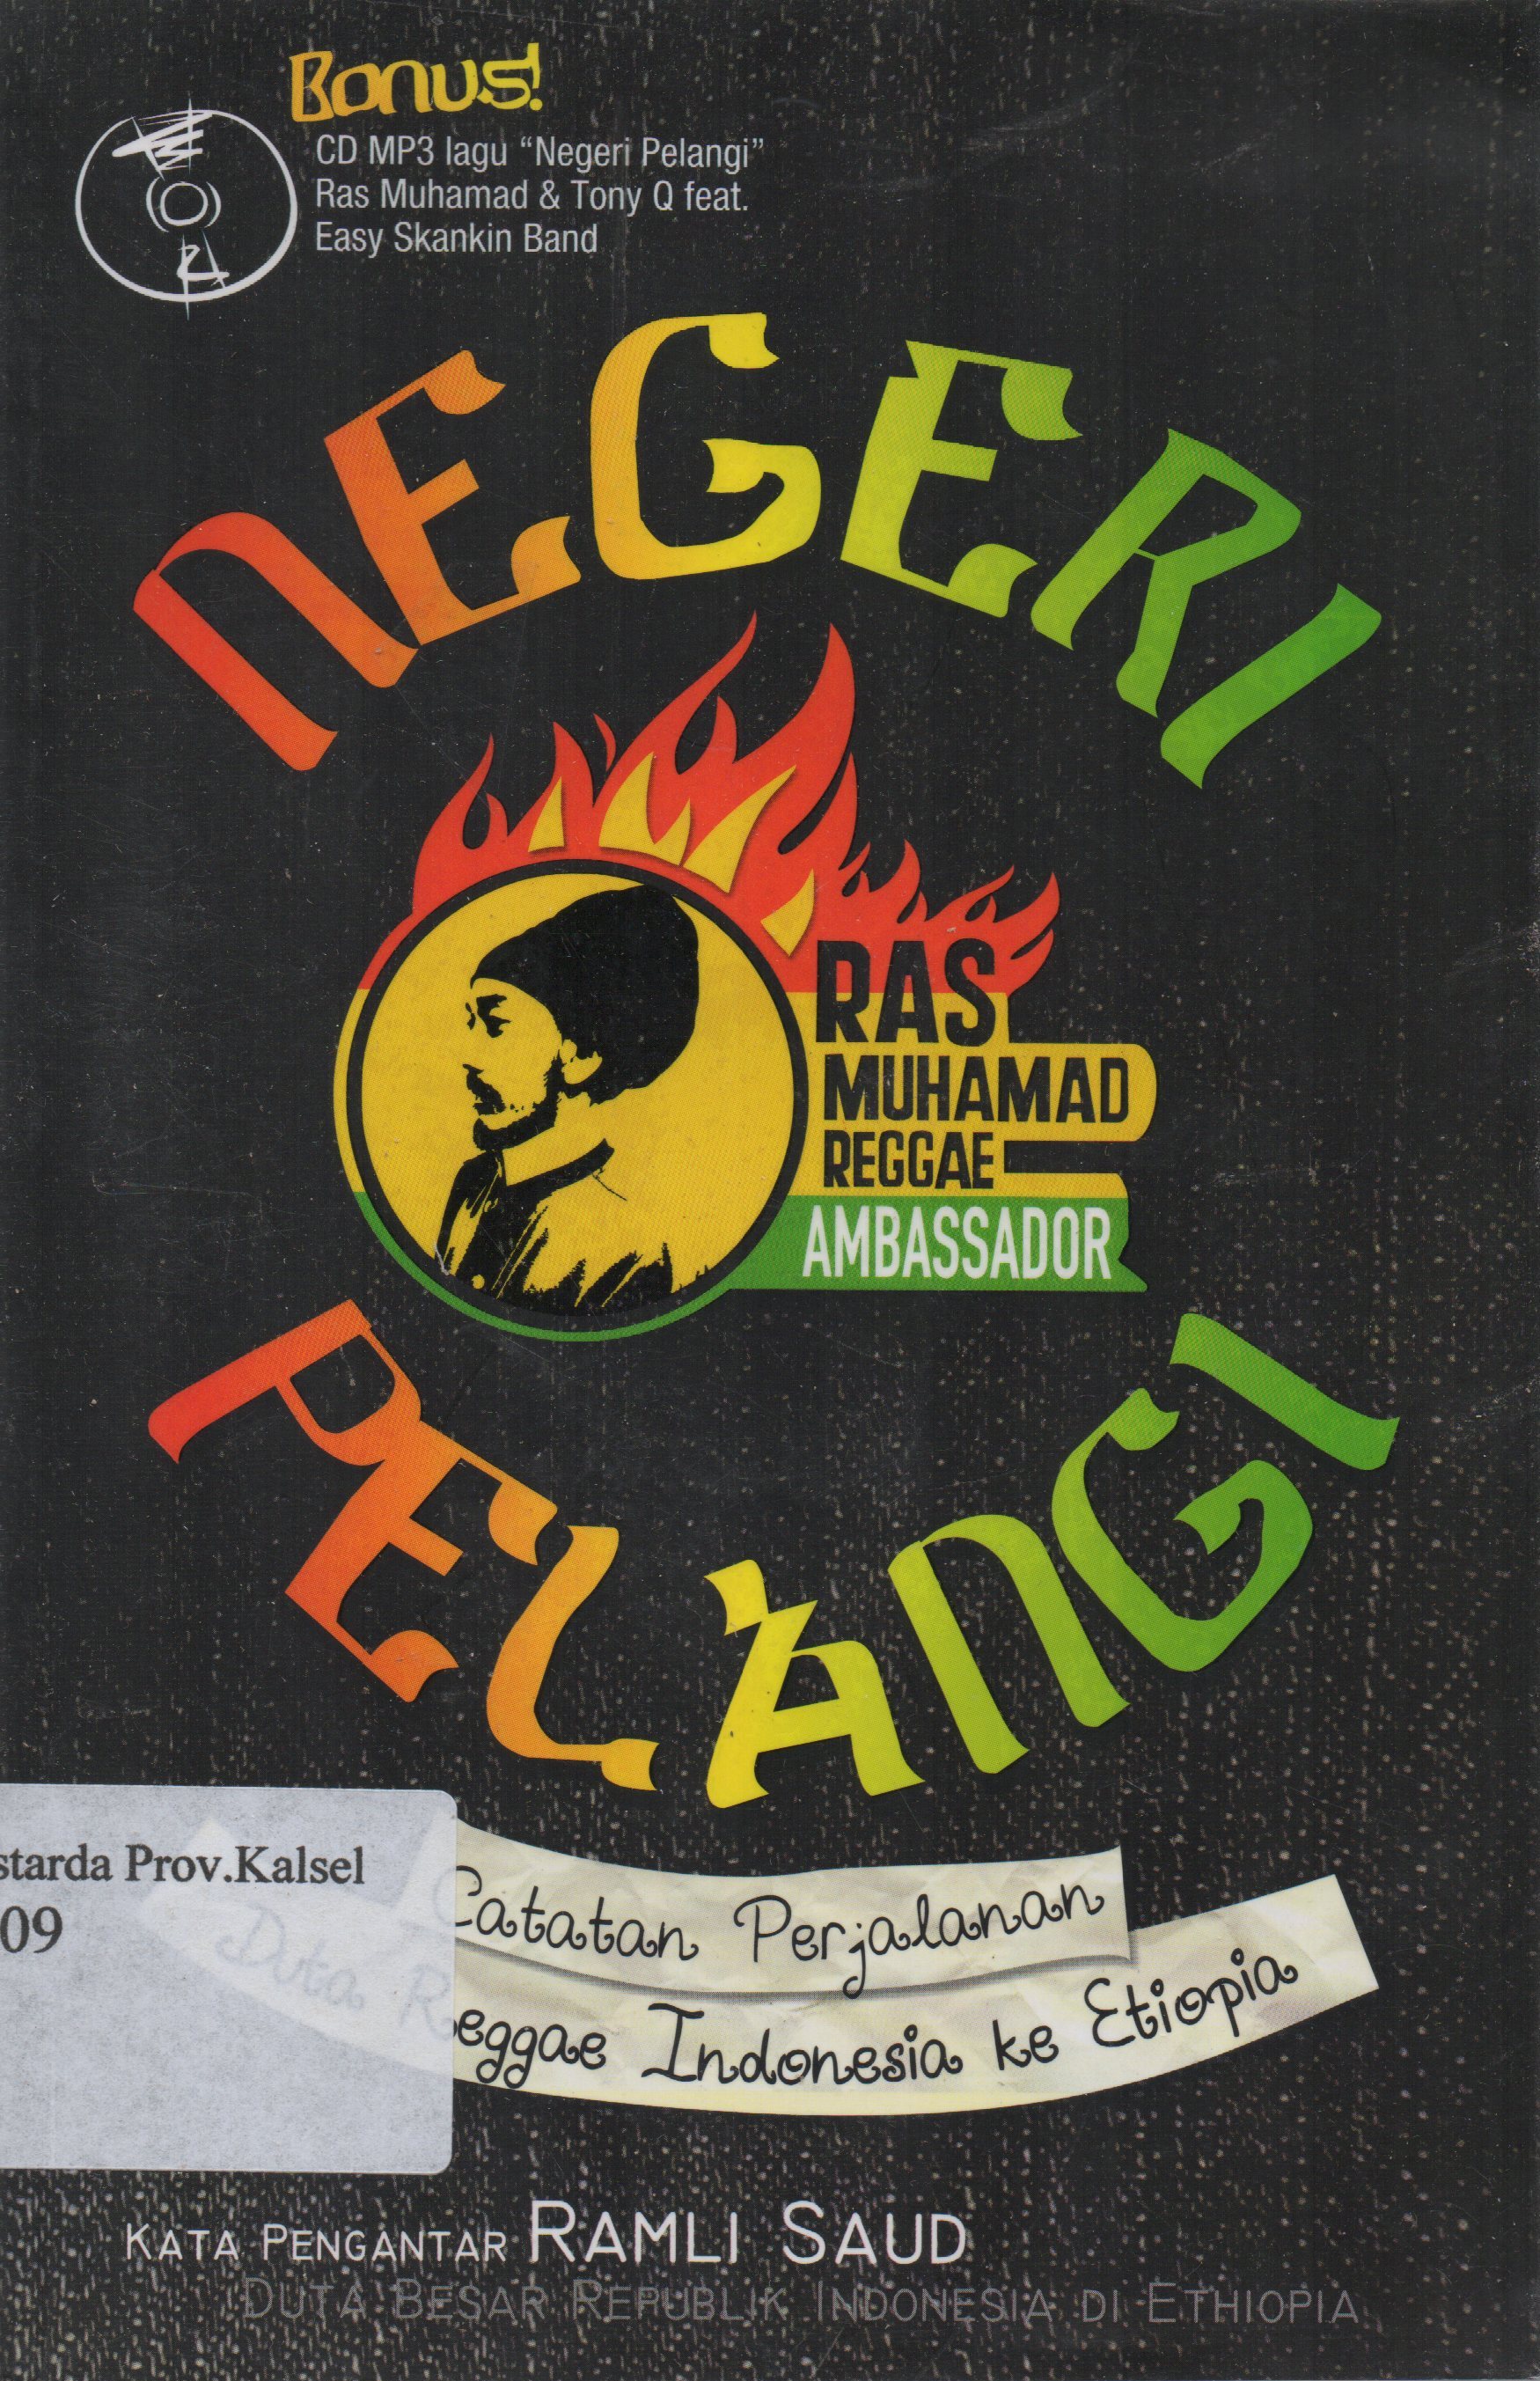 Bonus!
CD MP3 lagu “Negeri Pelangi”
Ras Muhamad & Tony Q feat.
Easy Skankin Band
NEGERI
RAS
MUHAMAD
REGGAE
AMBASSADOR
PELANGI
starda Prov.Kalsel
09
Catatan Perjalanan
Duta Reggae Indonesia ke Etiopia
KATA PENGANTAR RAMLI SAUD
DUTA BESAR REPUBLIK INDONESIA DI ETHIOPIA